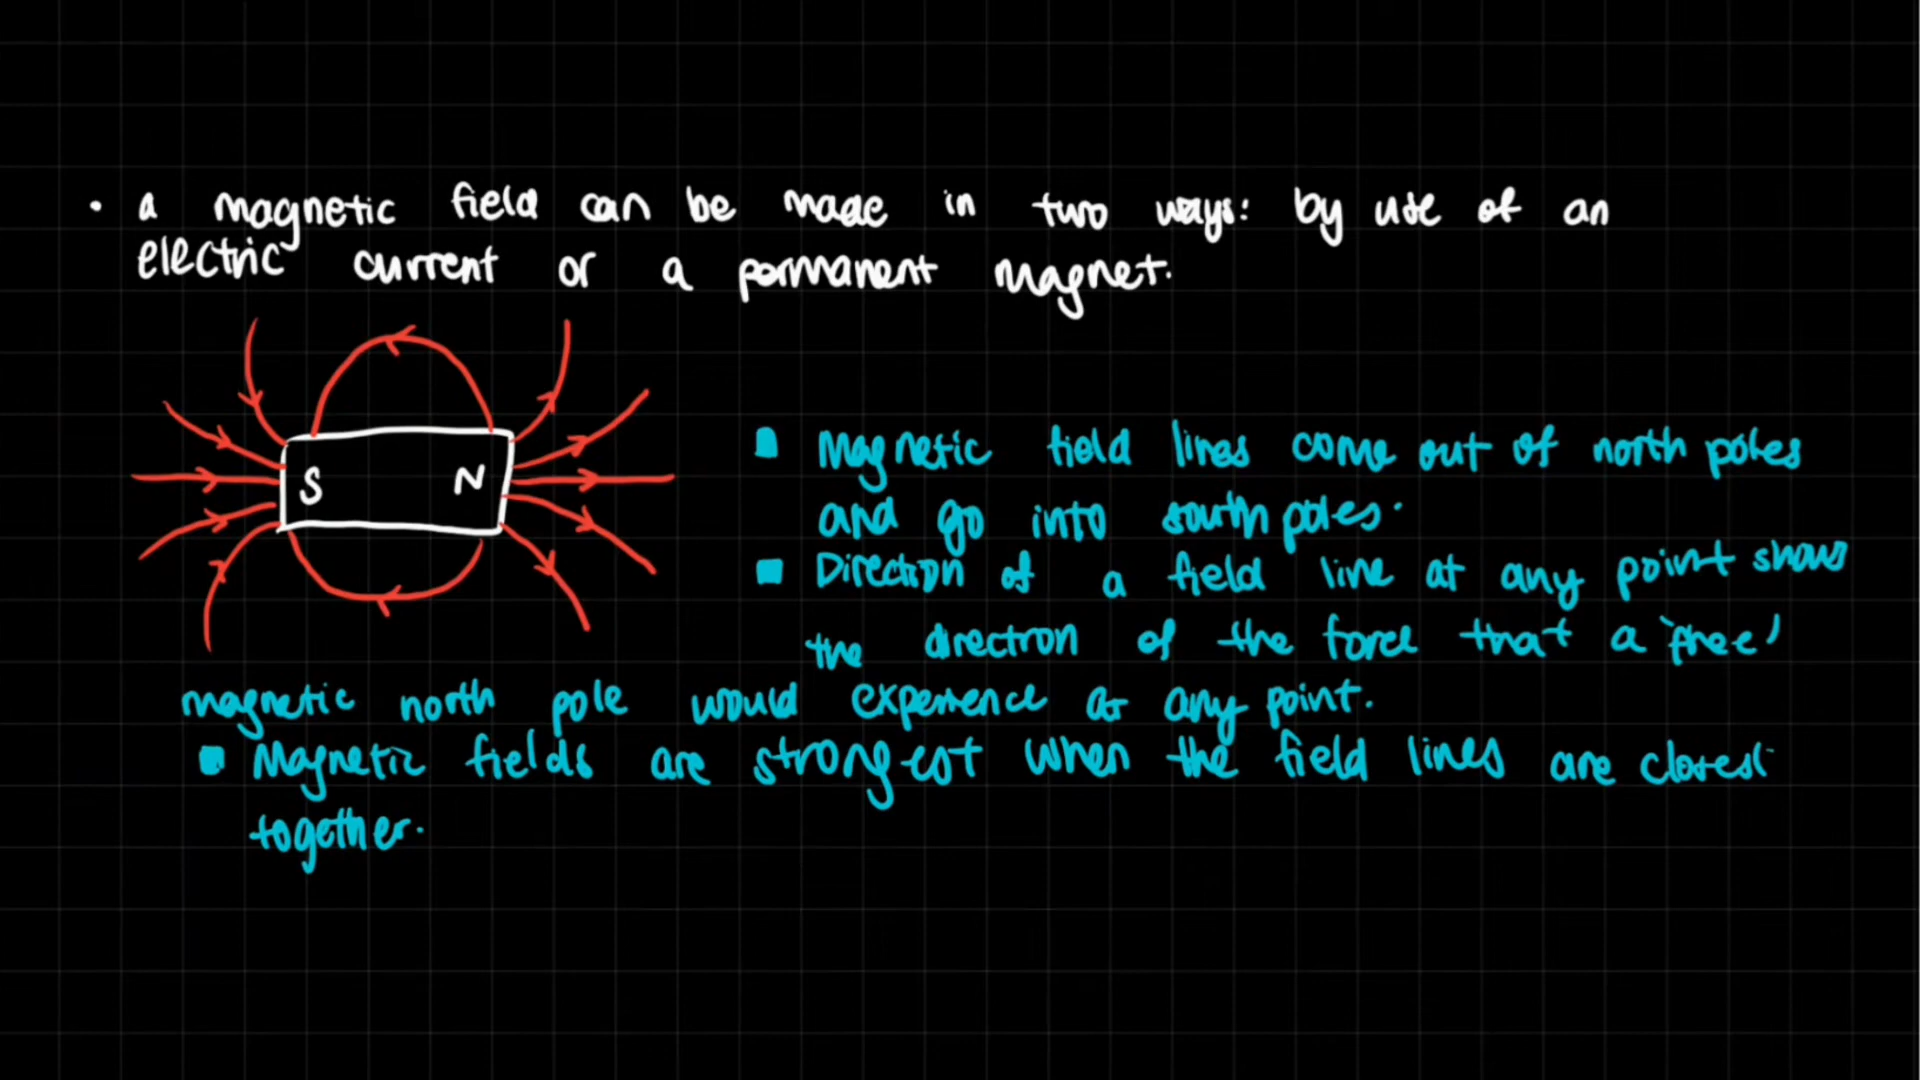 • a magnetic field can be made in two ways: by use of an
electric current or a permanent magnet.
S N
▪ Magnetic field lines come out of north poles
and go into south poles.
▪ Direction of a field line at any point shows
the direction of the force that a 'free'
magnetic north pole would experience at any point.
▪ Magnetic fields are strongest when the field lines are closest
together.